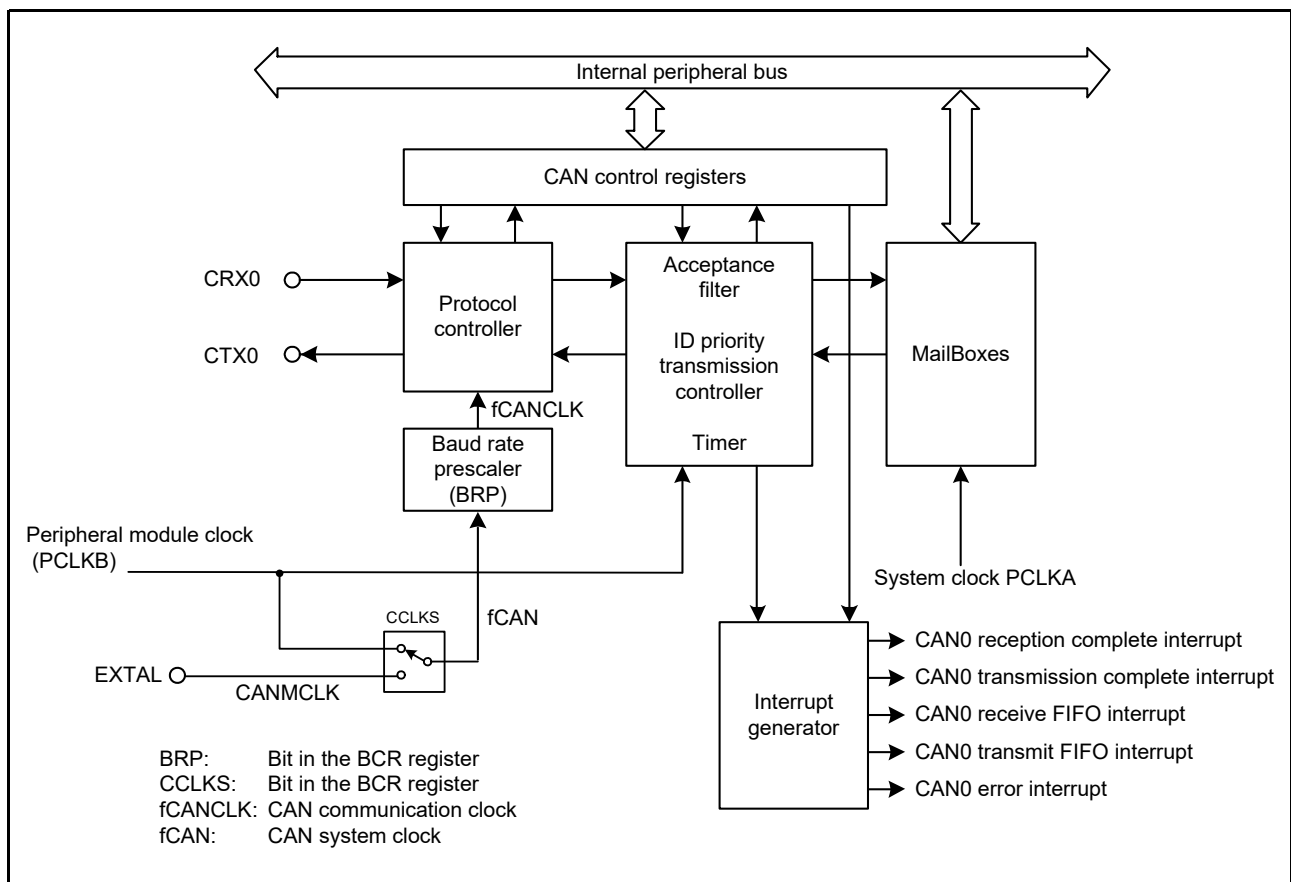 Internal peripheral bus
CAN control registers
CRX0
CTX0
Protocol
controller
Acceptance
filter
ID priority
transmission
controller
Timer
MailBoxes
fCANCLK
Baud rate
prescaler
(BRP)
Peripheral module clock
(PCLKB)
System clock PCLKA
CCLKS
fCAN
EXTAL
CANMCLK
Interrupt
generator
CAN0 reception complete interrupt
CAN0 transmission complete interrupt
CAN0 receive FIFO interrupt
CAN0 transmit FIFO interrupt
CAN0 error interrupt
BRP: Bit in the BCR register
CCLKS: Bit in the BCR register
fCANCLK: CAN communication clock
fCAN: CAN system clock